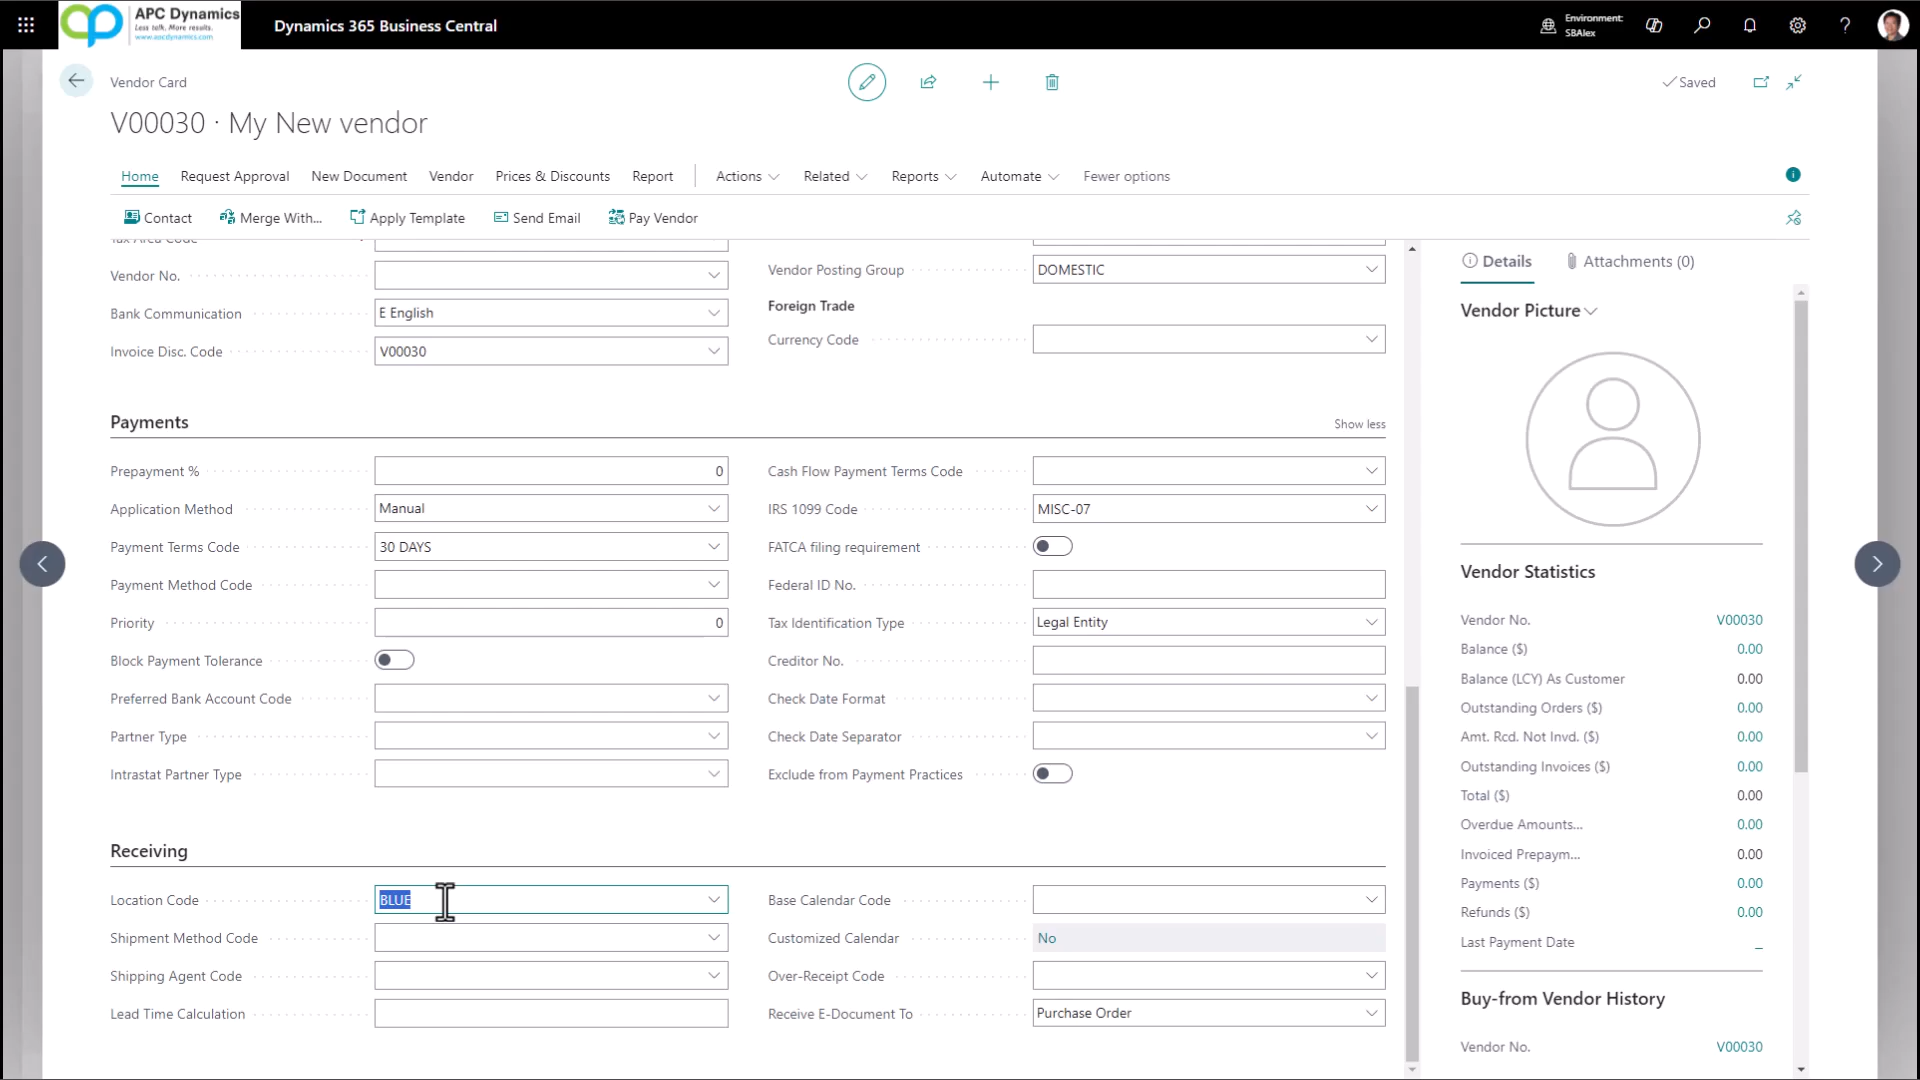 APC Dynamics
Less talk. More results.
www.apcdynamics.com
Dynamics 365 Business Central
Environment:
SBAlex
Vendor Card
Saved
V00030 · My New vendor
Home Request Approval New Document Vendor Prices & Discounts Report Actions Related Reports Automate Fewer options
Contact Merge With... Apply Template Send Email Pay Vendor
Tax Area Code
Vendor No.
Bank Communication E English
Invoice Disc. Code V00030
Vendor Posting Group DOMESTIC
Foreign Trade
Currency Code
Payments
Show less
Prepayment % 0
Application Method Manual
Payment Terms Code 30 DAYS
Payment Method Code
Priority 0
Block Payment Tolerance
Preferred Bank Account Code
Partner Type
Intrastat Partner Type
Cash Flow Payment Terms Code
IRS 1099 Code MISC-07
FATCA filing requirement
Federal ID No.
Tax Identification Type Legal Entity
Creditor No.
Check Date Format
Check Date Separator
Exclude from Payment Practices
Receiving
Location Code BLUE
Shipment Method Code
Shipping Agent Code
Lead Time Calculation
Base Calendar Code
Customized Calendar No
Over-Receipt Code
Receive E-Document To Purchase Order
Details Attachments (0)
Vendor Picture
Vendor Statistics
Vendor No. V00030
Balance ($) 0.00
Balance (LCY) As Customer 0.00
Outstanding Orders ($) 0.00
Amt. Rcd. Not Invd. ($) 0.00
Outstanding Invoices ($) 0.00
Total ($) 0.00
Overdue Amounts... 0.00
Invoiced Prepaym... 0.00
Payments ($) 0.00
Refunds ($) 0.00
Last Payment Date _
Buy-from Vendor History
Vendor No. V00030